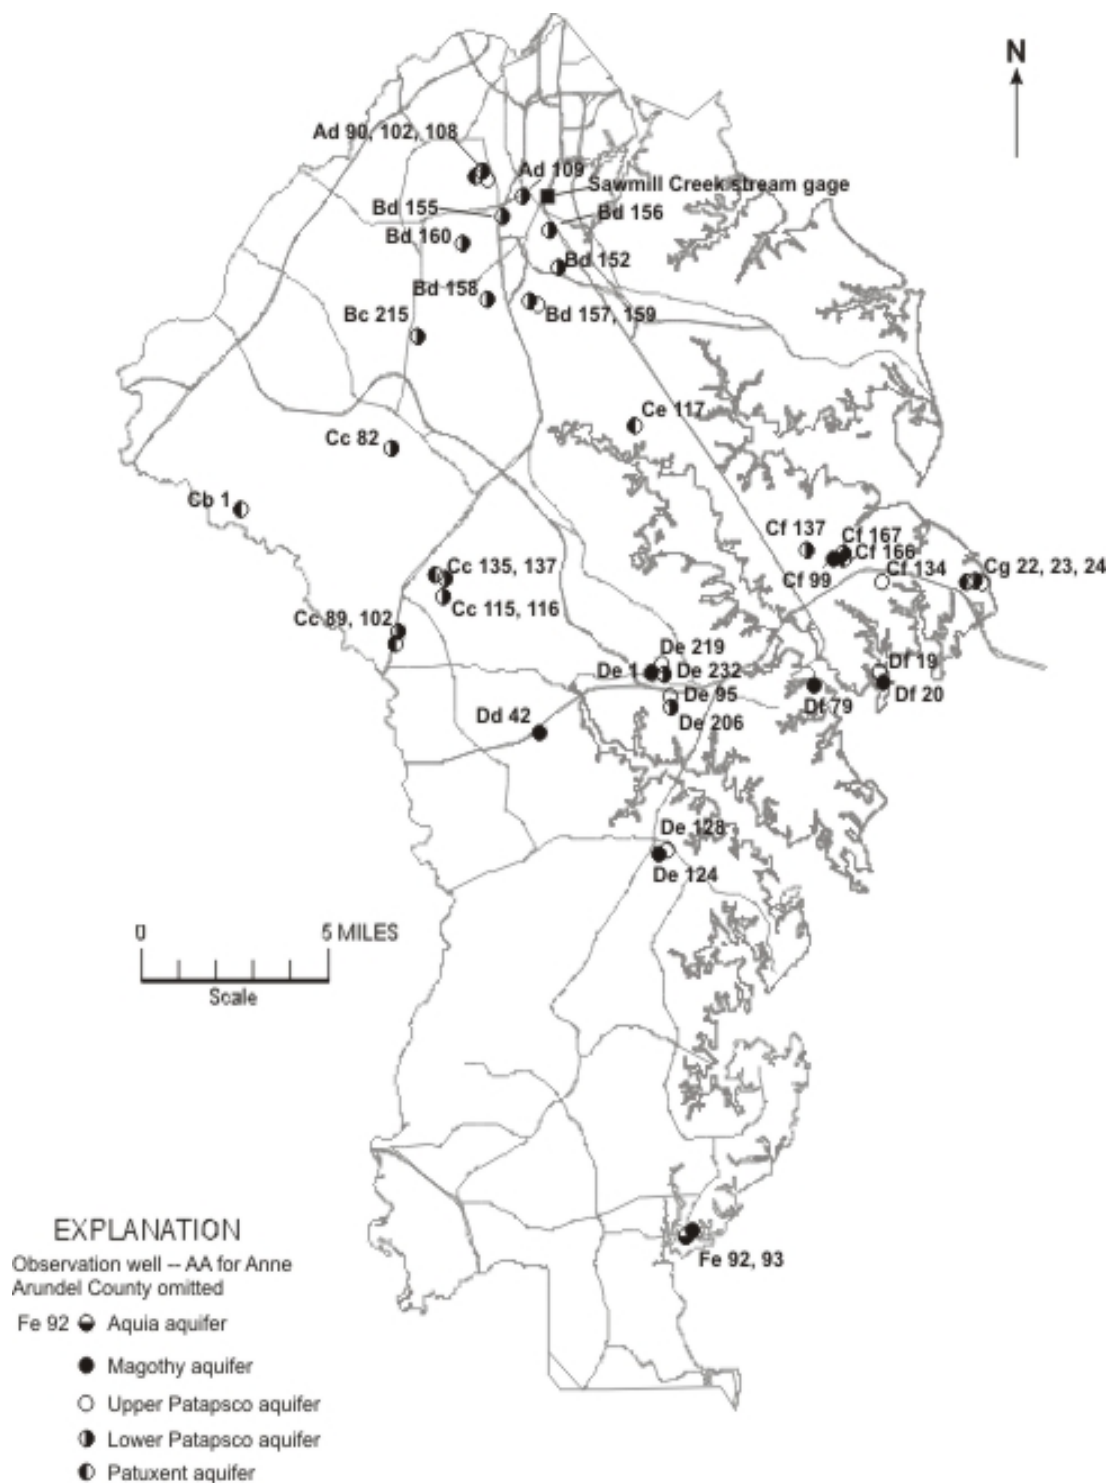 N
Ad 90, 102, 108
Ad 109
Sawmill Creek stream gage
Bd 155
Bd 156
Bd 160
Bd 152
Bd 158
Bd 157, 159
Bc 215
Ce 117
Cc 82
Cb 1
Cf 137
Cf 167
Cf 166
Cf 99
Cf 134
Cg 22, 23, 24
Cc 135, 137
Cc 115, 116
Cc 89, 102
De 219
De 1
De 232
Df 19
De 95
Df 79
Df 20
Dd 42
De 206
De 128
De 124
0 5 MILES
Scale
Fe 92, 93
EXPLANATION
Observation well -- AA for Anne
Arundel County omitted
Fe 92 Aquia aquifer
Magothy aquifer
Upper Patapsco aquifer
Lower Patapsco aquifer
Patuxent aquifer